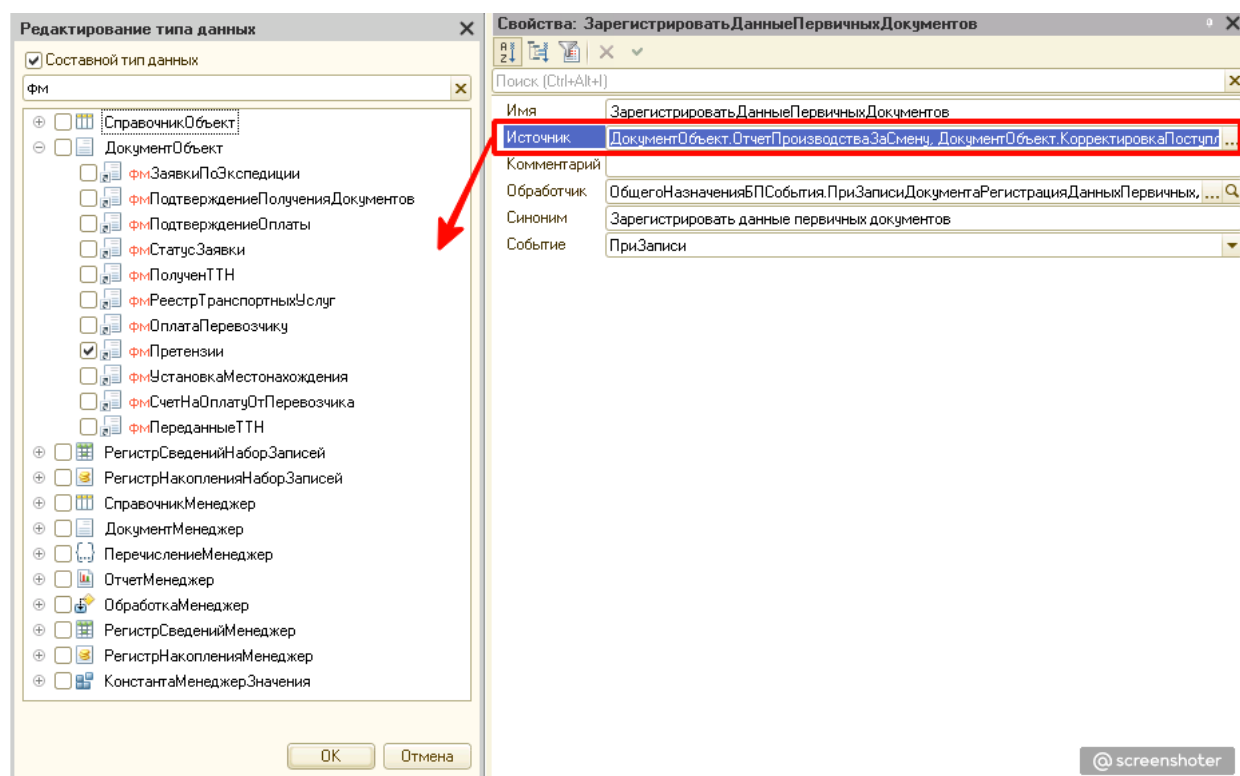 Редактирование типа данных
Составной тип данных
фм
СправочникОбъект
ДокументОбъект
фмЗаявкиПоЭкспедиции
фмПодтверждениеПолученияДокументов
фмПодтверждениеОплаты
фмСтатусЗаявки
фмПолученТТН
фмРеестрТранспортныхУслуг
фмОплатаПеревозчику
фмПретензии
фмУстановкаМестонахождения
фмСчетНаОплатуОтПеревозчика
фмПереданныеТТН
РегистрСведенийНаборЗаписей
РегистрНакопленияНаборЗаписей
СправочникМенеджер
ДокументМенеджер
ПеречислениеМенеджер
ОтчетМенеджер
ОбработкаМенеджер
РегистрСведенийМенеджер
РегистрНакопленияМенеджер
КонстантаМенеджерЗначения
ОК Отмена
Свойства: ЗарегистрироватьДанныеПервичныхДокументов
Поиск (Ctrl+Alt+I)
Имя ЗарегистрироватьДанныеПервичныхДокументов
Источник ДокументОбъект.ОтчетПроизводстваЗаСмену, ДокументОбъект.КорректировкаПоступл ...
Комментарий
Обработчик ОбщегоНазначенияБПСобытия.ПриЗаписиДокументаРегистрацияДанныхПервичных, ...
Синоним Зарегистрировать данные первичных документов
Событие ПриЗаписи
@screenshoter